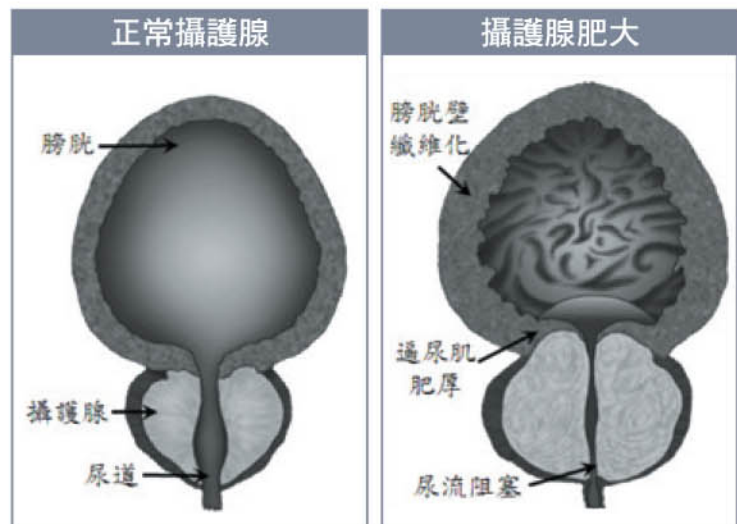 正常攝護腺
膀胱
攝護腺
尿道
攝護腺肥大
膀胱壁
纖維化
逼尿肌
肥厚
尿流阻塞